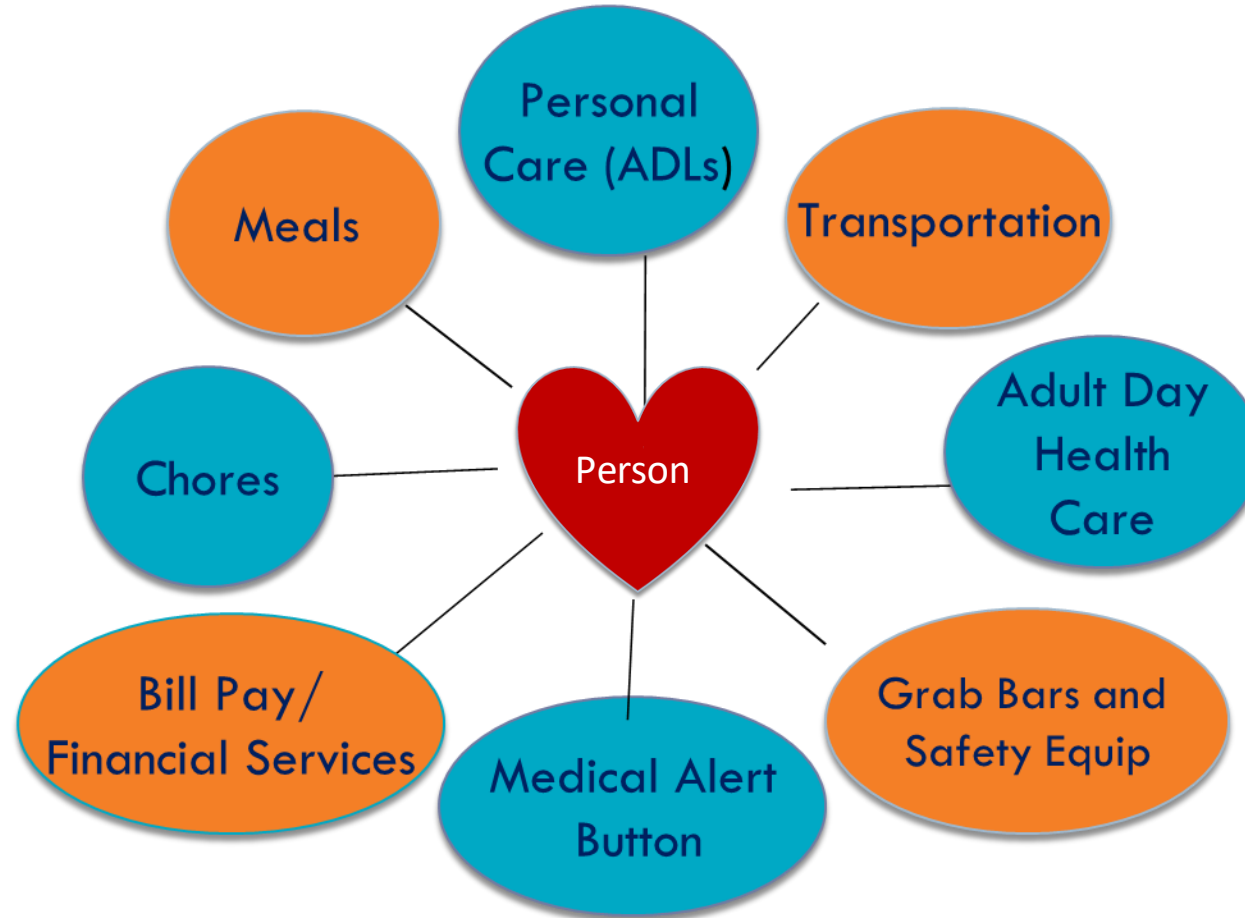 Personal
Care (ADLs)
Meals
Transportation
Adult Day
Health
Care
Chores
Person
Bill Pay/
Financial Services
Grab Bars and
Safety Equip
Medical Alert
Button